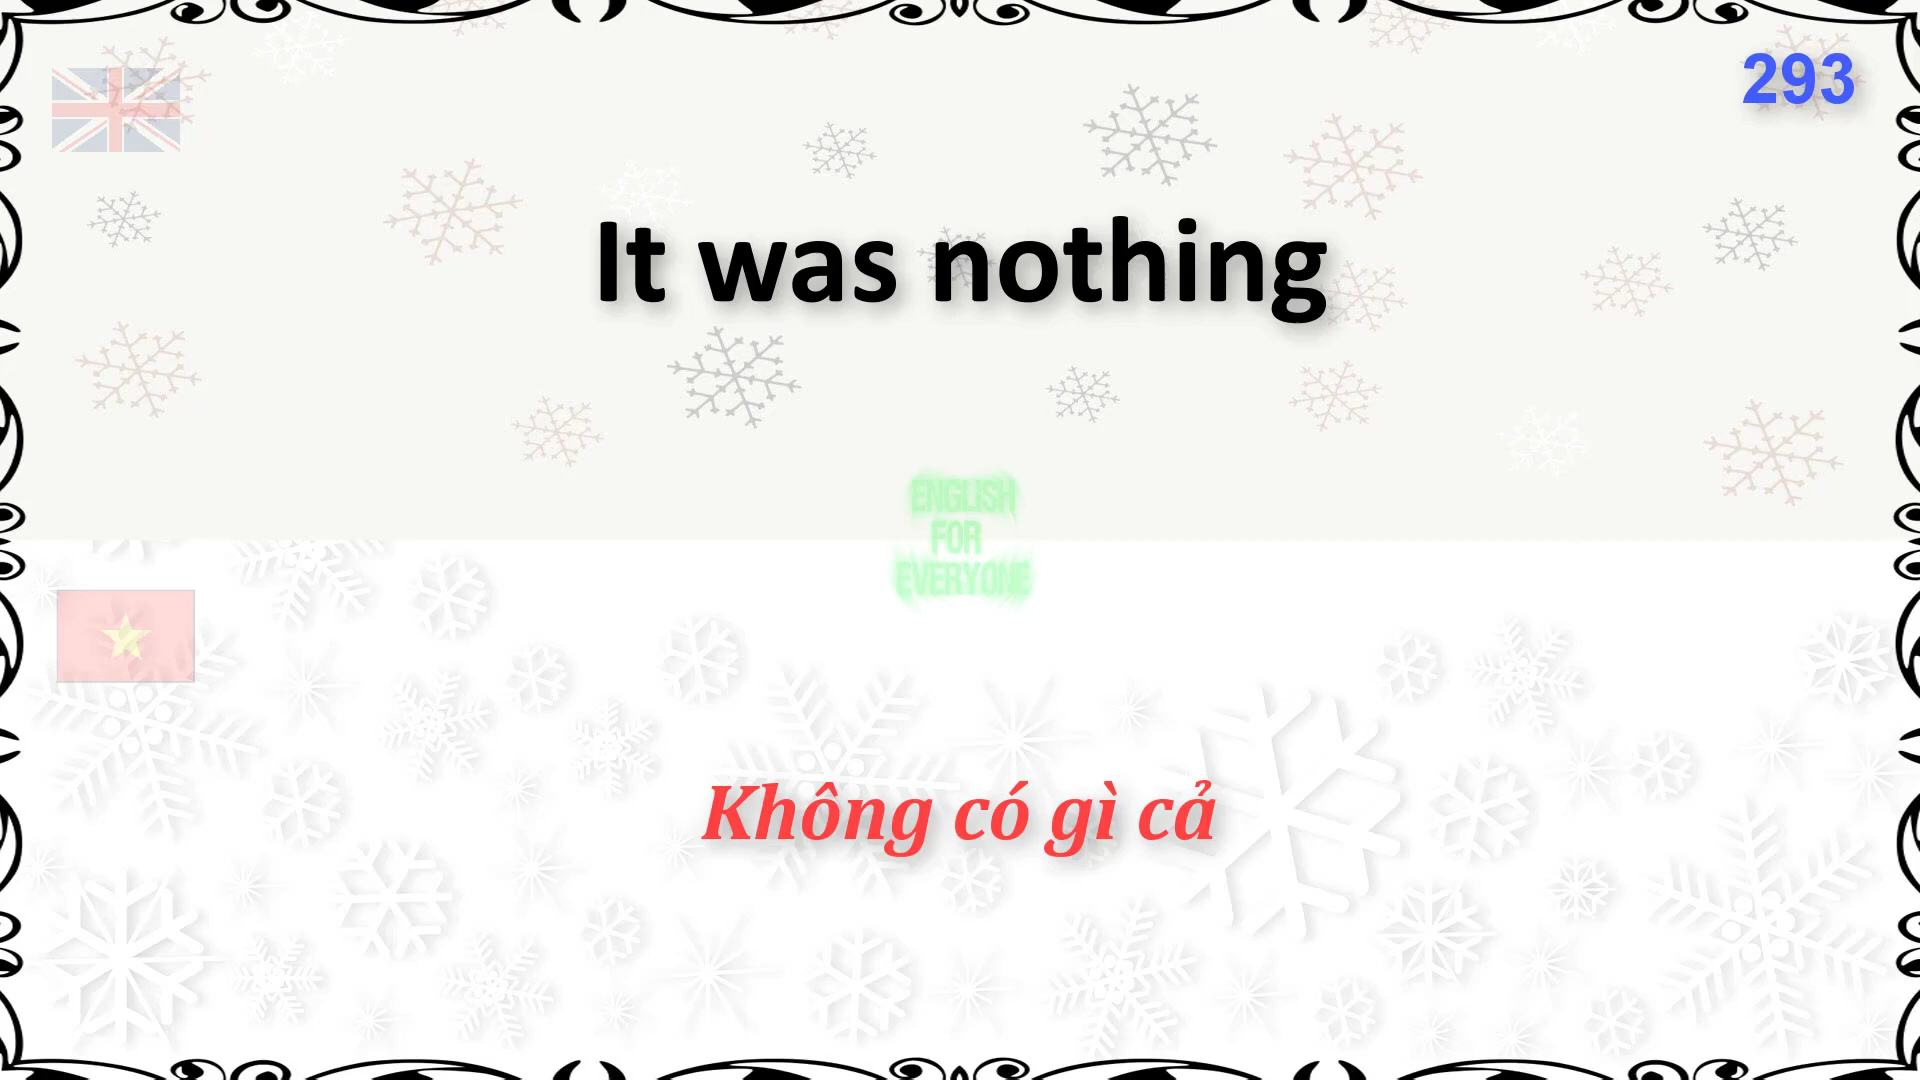 293
It was nothing
ENGLISH
FOR
EVERYONE
Không có gì cả